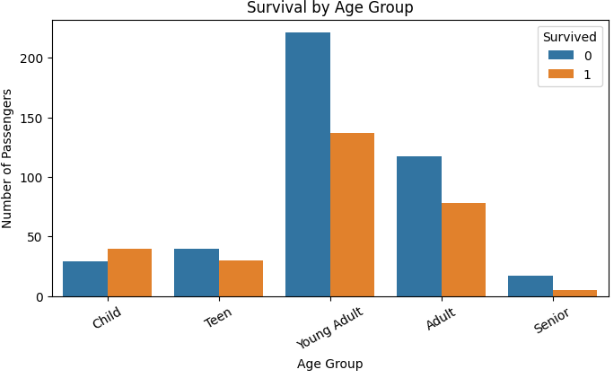 Survival by Age Group
Survived
0
1
200
150
100
50
0
Number of Passengers
Child
Teen
Young Adult
Adult
Senior
Age Group